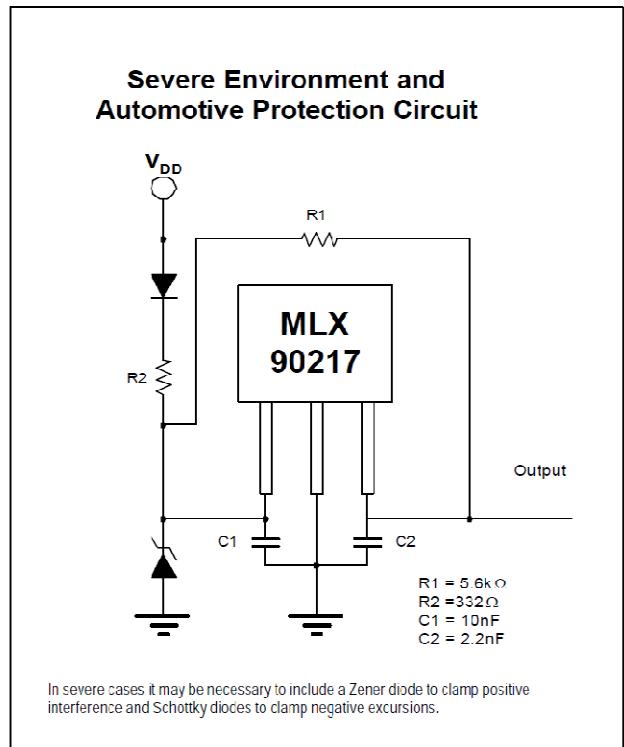 Severe Environment and
Automotive Protection Circuit
VDD
R1
MLX
90217
R2
Output
C1
C2
R1 = 5.6kΩ
R2 =332Ω
C1 = 10nF
C2 = 2.2nF
In severe cases it may be necessary to include a Zener diode to clamp positive
interference and Schottky diodes to clamp negative excursions.